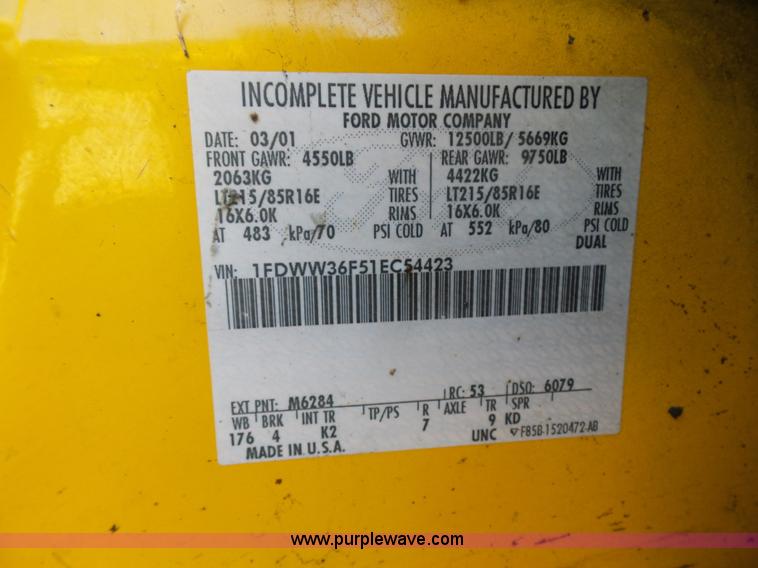 INCOMPLETE VEHICLE MANUFACTURED BY
FORD MOTOR COMPANY
DATE: 03/01 GVWR: 12500LB/ 5669KG
FRONT GAWR: 4550LB REAR GAWR: 9750LB
2063KG WITH 4422KG WITH
LT215/85R16E TIRES LT215/85R16E TIRES
16X6.0K RIMS 16X6.0K RIMS
AT 483 kPa/70 PSI COLD AT 552 kPa/80 PSI COLD
DUAL
VIN: 1FDWW36F51EC54423
EXT PNT: M6284 RC: 53 DSO: 6079
WB BRK INT TR TP/PS R AXLE TR SPR
176 4 K2 7 9 KD
MADE IN U.S.A. UNC F85B-1520472-AB
www.purplewave.com